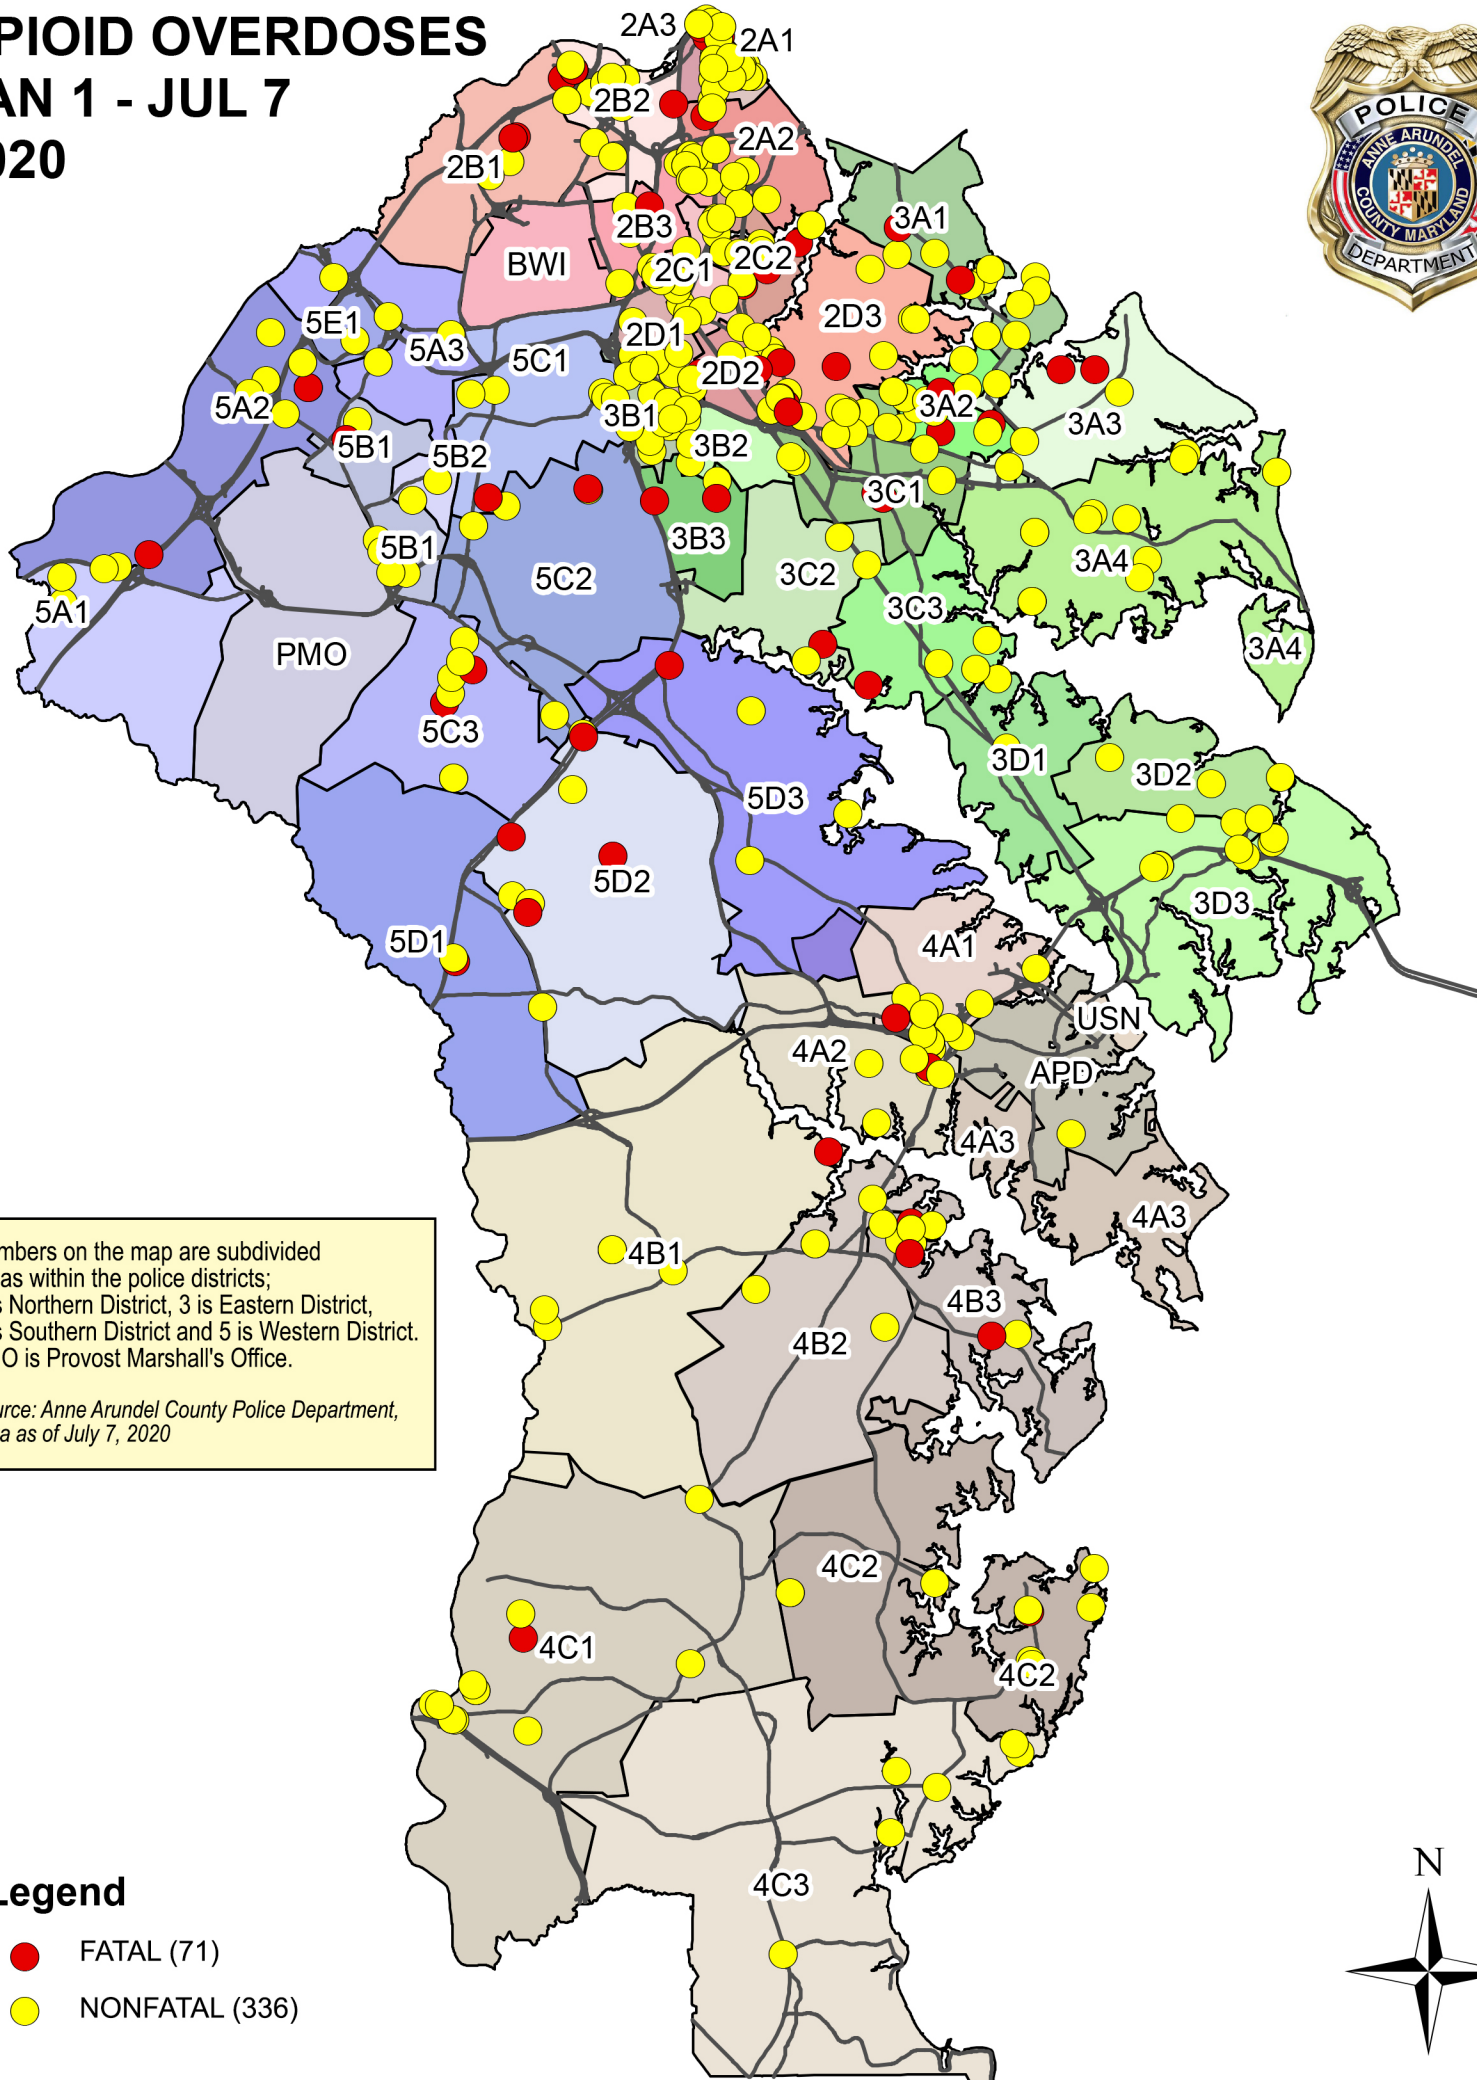 PIOID OVERDOSES
AN 1 - JUL 7
020
POLICE
ANNE ARUNDEL
COUNTY MARYLAND
DEPARTMENT
2A3
2A1
2B2
2A2
2B1
2B3
3A1
BWI
2C1
2C2
5E1
5A3
5C1
2D1
2D3
2D2
5A2
3B1
3A2
3A3
5B1
5B2
3B2
3C1
5B1
3B3
5C2
3C2
3A4
5A1
3C3
PMO
3A4
5C3
3D1
3D2
5D3
5D2
3D3
5D1
4A1
USN
4A2
APD
4A3
4A3
4B1
4B3
4B2
mbers on the map are subdivided
as within the police districts;
s Northern District, 3 is Eastern District,
s Southern District and 5 is Western District.
O is Provost Marshall's Office.
urce: Anne Arundel County Police Department,
a as of July 7, 2020
4C2
4C1
4C2
4C3
N
Legend
FATAL (71)
NONFATAL (336)